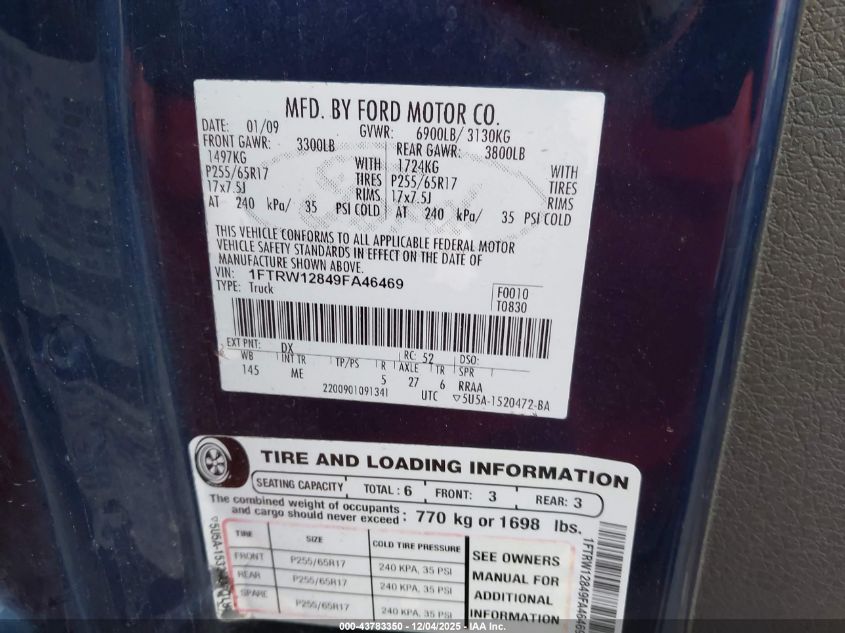 MFD. BY FORD MOTOR CO.
DATE: 01/09 GVWR: 6900LB/ 3130KG
FRONT GAWR: 3300LB REAR GAWR: 3800LB
1497KG WITH 1724KG WITH
P255/65R17 TIRES P255/65R17 TIRES
17x7.5J RIMS 17x7.5J RIMS
AT 240 kPa/ 35 PSI COLD AT 240 kPa/ 35 PSI COLD
THIS VEHICLE CONFORMS TO ALL APPLICABLE FEDERAL MOTOR
VEHICLE SAFETY STANDARDS IN EFFECT ON THE DATE OF
MANUFACTURE SHOWN ABOVE.
VIN: 1FTRW12849FA46469
TYPE: Truck
F0010
T0830
EXT PNT: DX RC: 52 DSO:
WB INT TR TP/PS R AXLE TR SPR
145 ME 5 27 6 RRAA
2200901091341 UTC ▽5U5A-1520472-BA
TIRE AND LOADING INFORMATION
SEATING CAPACITY TOTAL : 6 FRONT: 3 REAR: 3
The combined weight of occupants
and cargo should never exceed : 770 kg or 1698 lbs.
TIRE SIZE COLD TIRE PRESSURE
FRONT P255/65R17 240 KPA, 35 PSI
REAR P255/65R17 240 KPA, 35 PSI
SPARE P255/65R17 240 KPA, 35 PSI
SEE OWNERS
MANUAL FOR
ADDITIONAL
INFORMATION
1FTRW12849FA46469
000-43783350 - 12/04/2025 - IAA Inc.